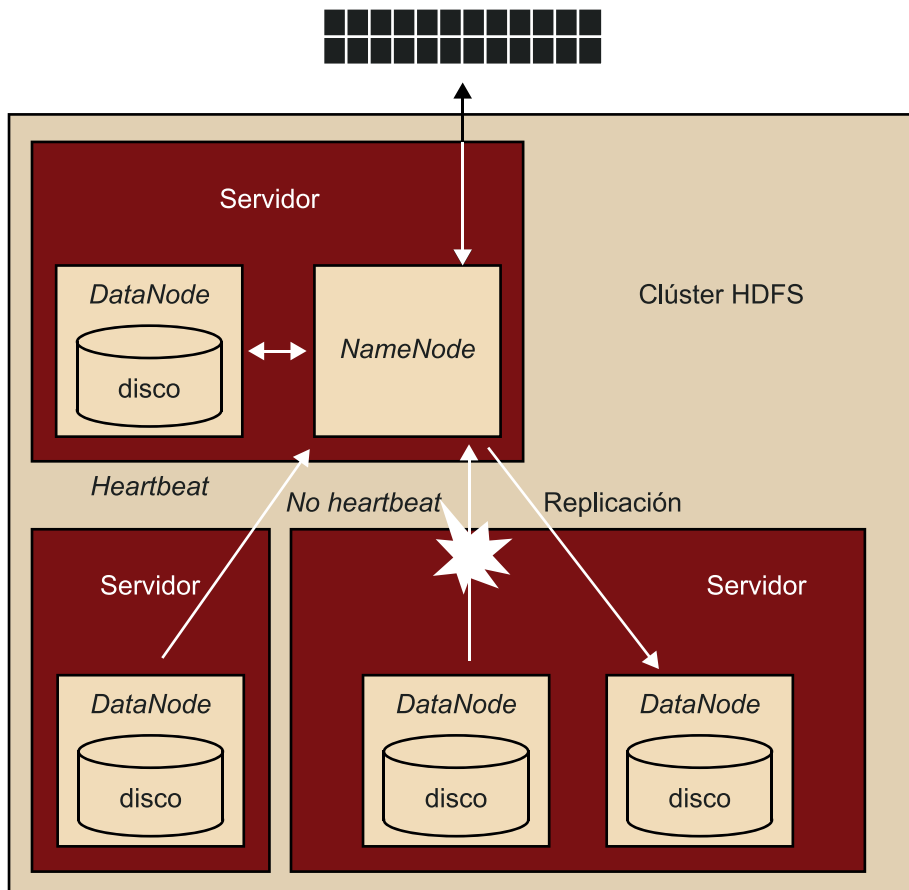 Servidor
DataNode
disco
NameNode
Clúster HDFS
Heartbeat
No heartbeat
Replicación
Servidor
DataNode
disco
Servidor
DataNode
disco
DataNode
disco